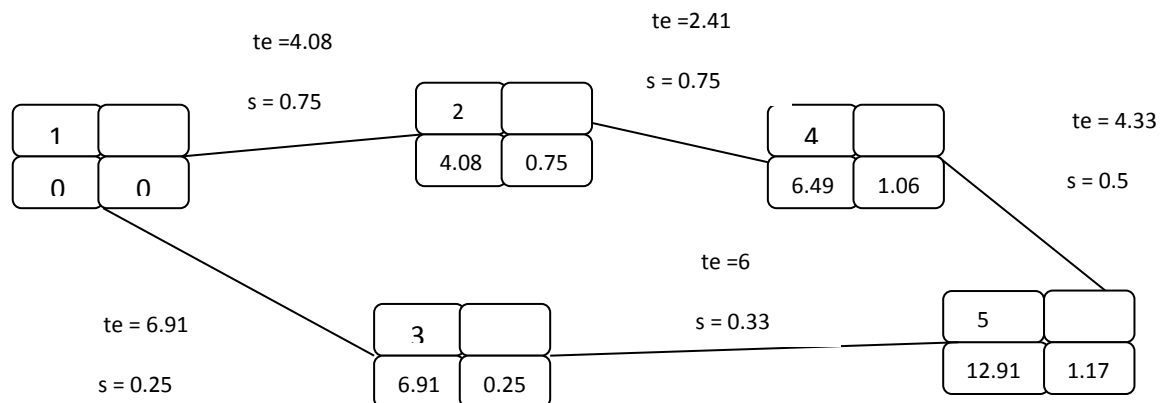 te =2.41
te =4.08
s = 0.75
s = 0.75
2
4.08 0.75
1
0 0
4
6.49 1.06
te = 4.33
s = 0.5
te =6
s = 0.33
te = 6.91
s = 0.25
3
6.91 0.25
5
12.91 1.17